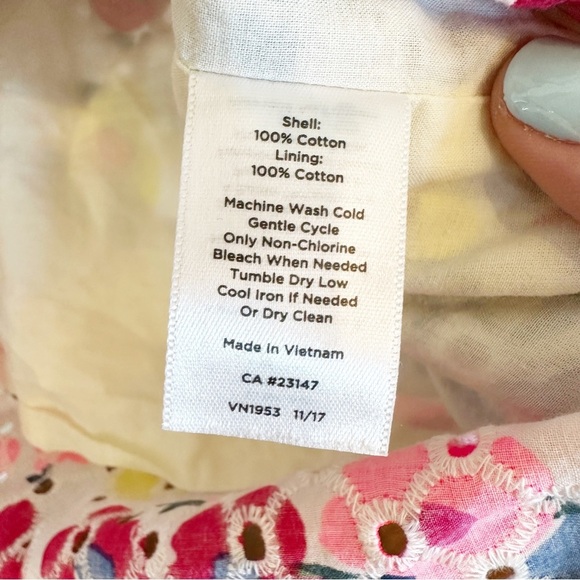 Shell:
100% Cotton
Lining:
100% Cotton
Machine Wash Cold
Gentle Cycle
Only Non-Chlorine
Bleach When Needed
Tumble Dry Low
Cool Iron If Needed
Or Dry Clean
Made In Vietnam
CA #23147
VN1953 11/17